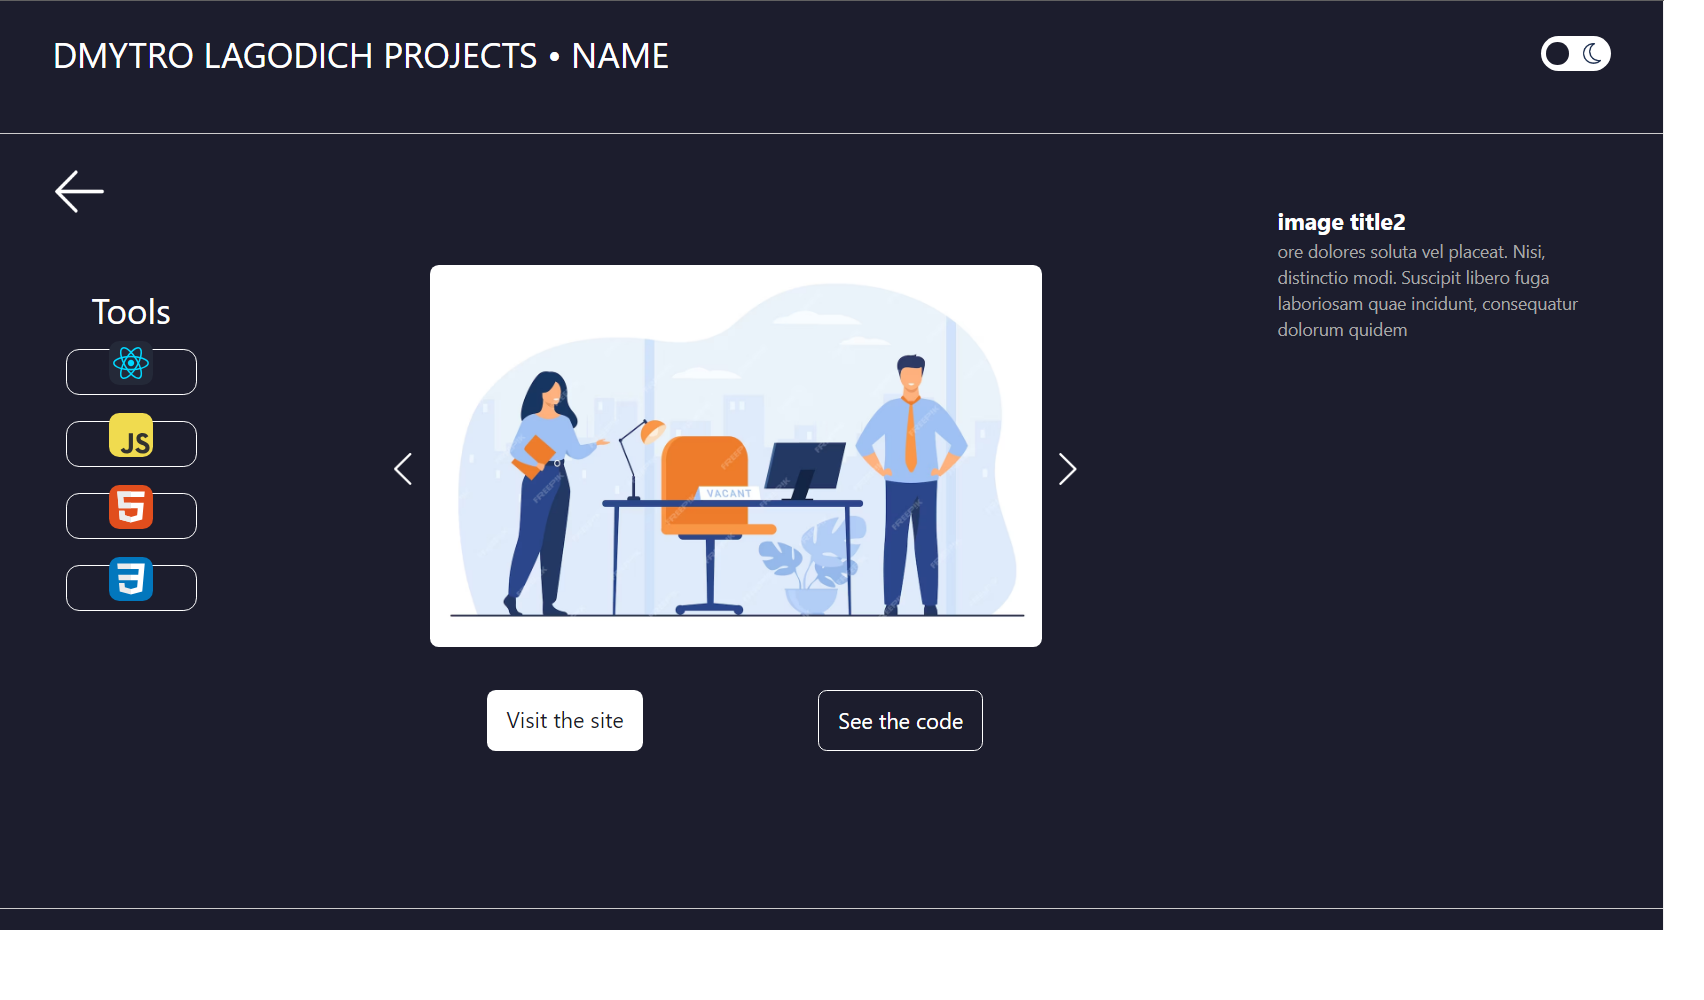 DMYTRO LAGODICH PROJECTS • NAME
Tools
JS
VACANT
FREEPIK
Visit the site
See the code
image title2
ore dolores soluta vel placeat. Nisi,
distinctio modi. Suscipit libero fuga
laboriosam quae incidunt, consequatur
dolorum quidem